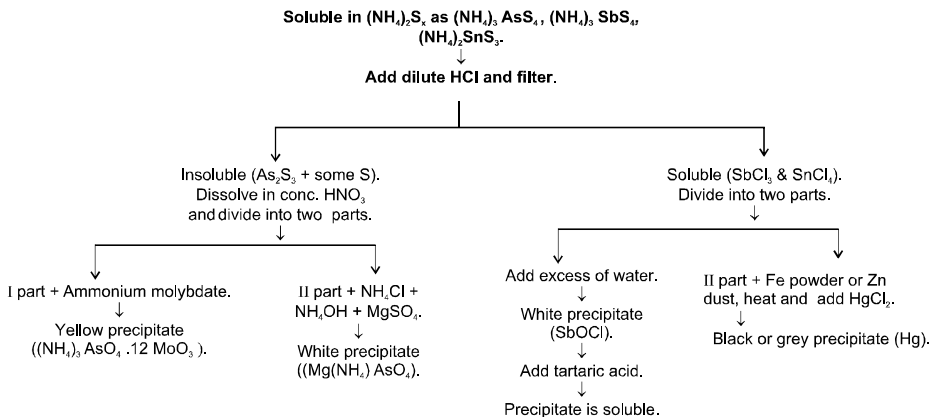 Soluble in (NH₄)₂Sₓ as (NH₄)₃ AsS₄ , (NH₄)₃ SbS₄,
(NH₄)₂SnS₃.
↓
Add dilute HCl and filter.
Insoluble (As₂S₃ + some S).
Dissolve in conc. HNO₃
and divide into two parts.
↓
I part + Ammonium molybdate.
↓
Yellow precipitate
((NH₄)₃ AsO₄ .12 MoO₃ ).
II part + NH₄Cl +
NH₄OH + MgSO₄.
↓
White precipitate
((Mg(NH₄) AsO₄).
Soluble (SbCl₃ & SnCl₄).
Divide into two parts.
↓
Add excess of water.
↓
White precipitate
(SbOCl).
↓
Add tartaric acid.
↓
Precipitate is soluble.
II part + Fe powder or Zn
dust, heat and add HgCl₂.
↓
Black or grey precipitate (Hg).